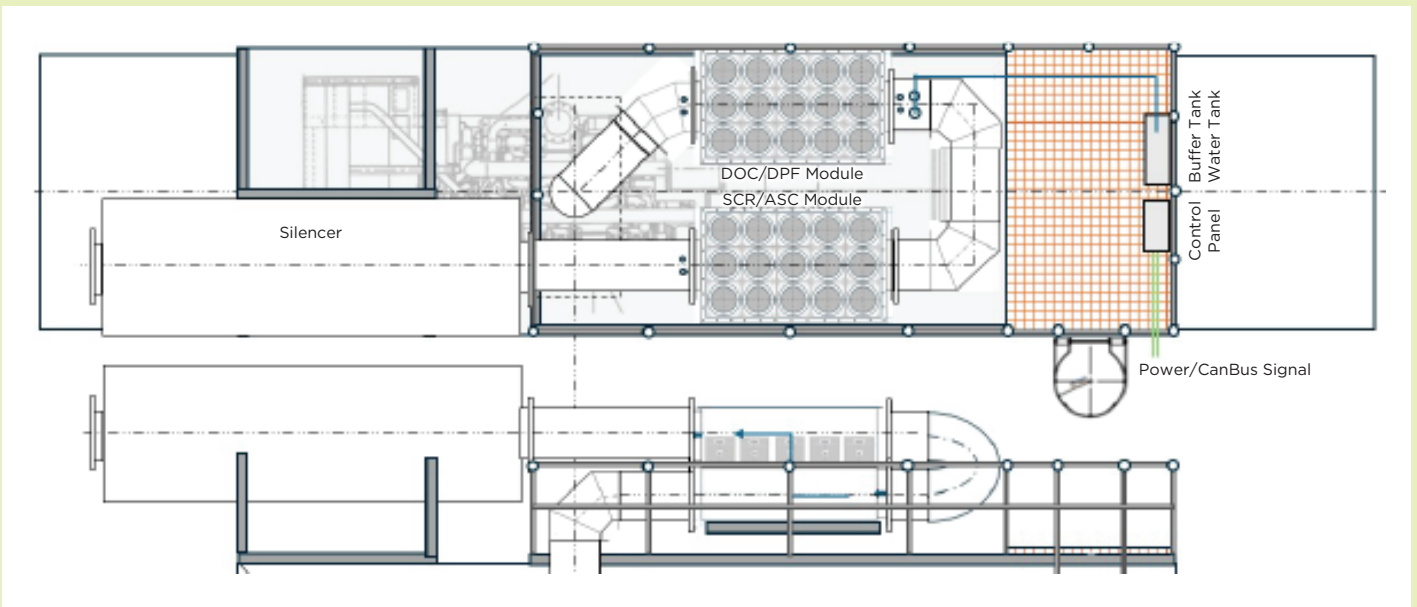 DOC/DPF Module
SCR/ASC Module
Silencer
Buffer Tank
Water Tank
Control
Panel
Power/CanBus Signal